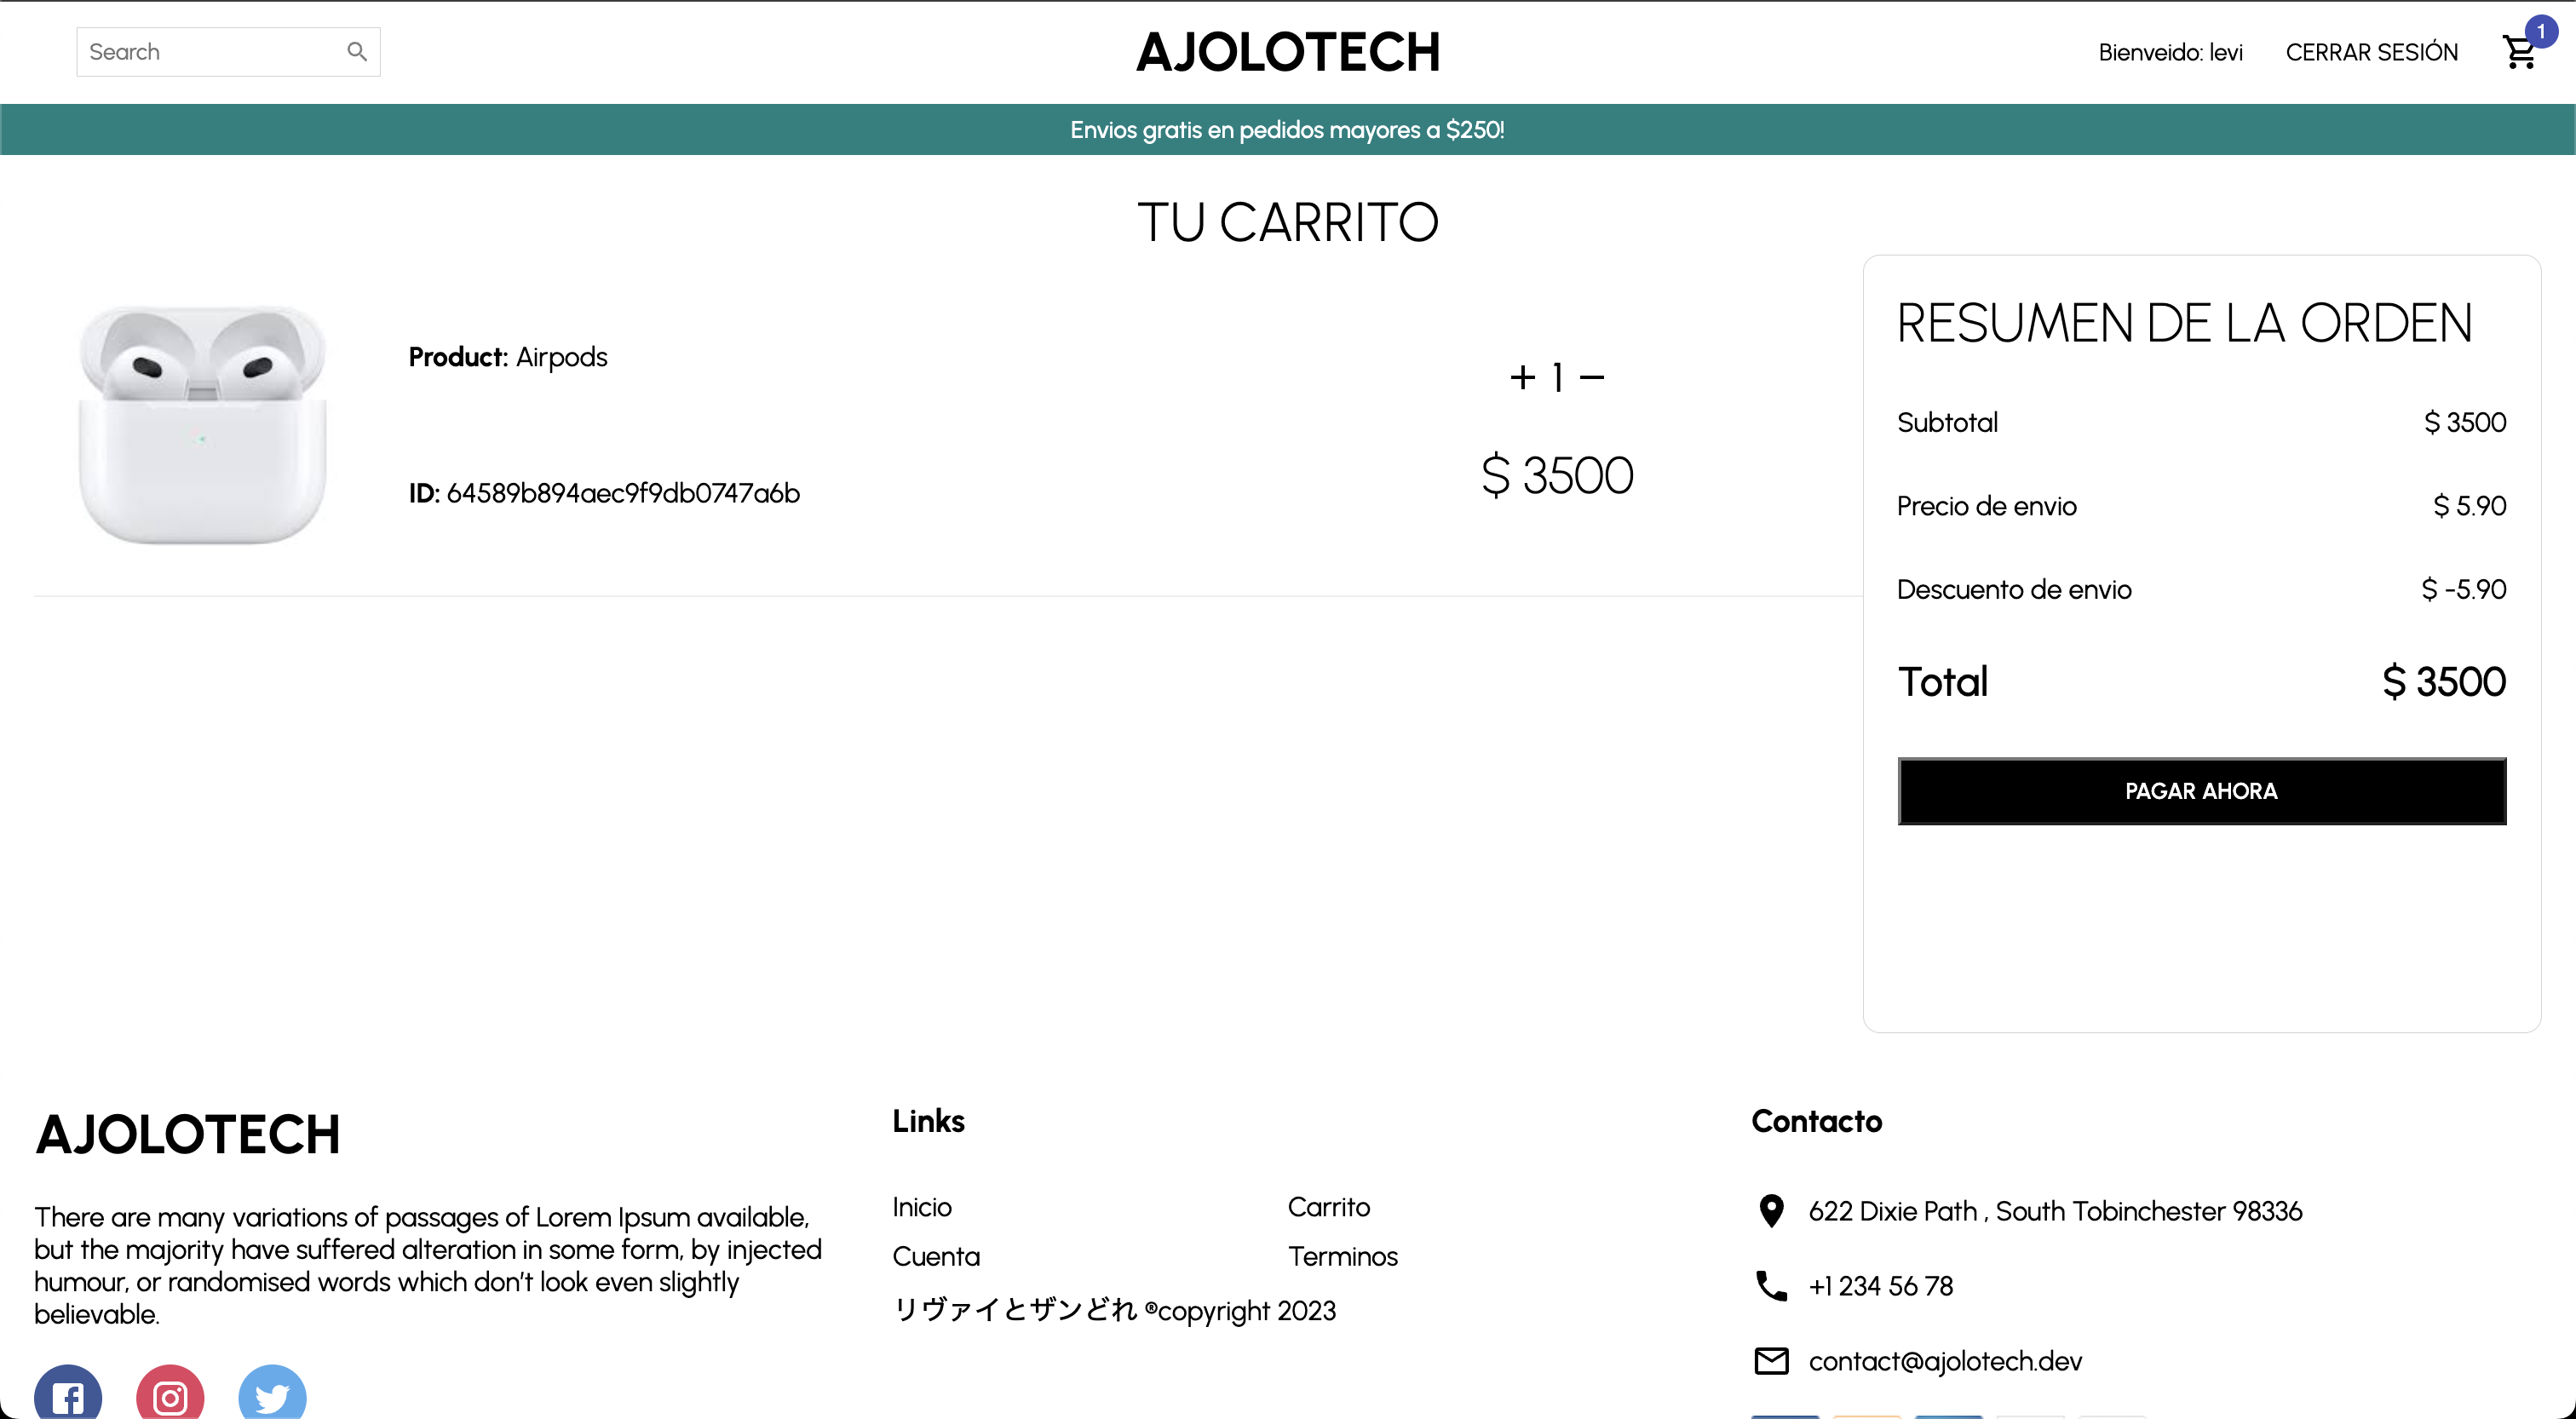 Search
AJOLOTECH
Bienveido: levi
CERRAR SESIÓN
1
Envios gratis en pedidos mayores a $250!
TU CARRITO
Product: Airpods
ID: 64589b894aec9f9db0747a6b
+ 1 −
$ 3500
RESUMEN DE LA ORDEN
Subtotal $ 3500
Precio de envio $ 5.90
Descuento de envio $ -5.90
Total $ 3500
PAGAR AHORA
AJOLOTECH
There are many variations of passages of Lorem Ipsum available,
but the majority have suffered alteration in some form, by injected
humour, or randomised words which don’t look even slightly
believable.
Links
Inicio
Carrito
Cuenta
Terminos
リヴァイとザンどれ ®copyright 2023
Contacto
622 Dixie Path , South Tobinchester 98336
+1 234 56 78
contact@ajolotech.dev